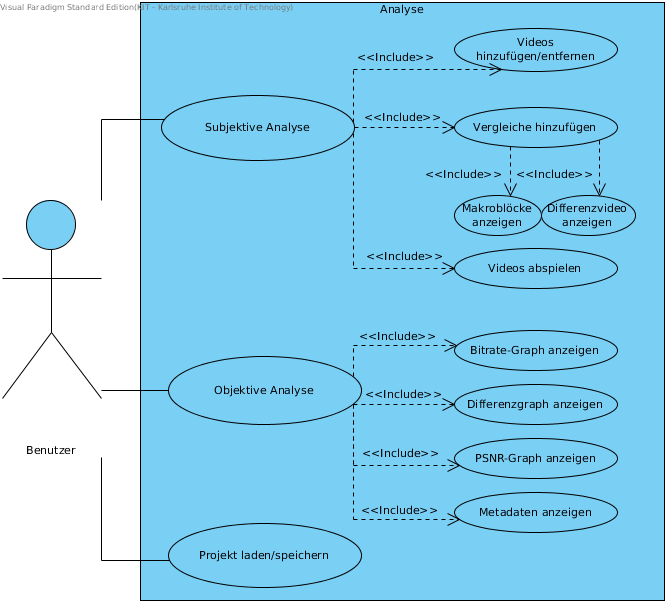 Visual Paradigm Standard Edition(KIT - Karlsruhe Institute of Technology)
Analyse
Videos
hinzufügen/entfernen
<<Include>>
Subjektive Analyse
<<Include>>
Vergleiche hinzufügen
<<Include>>
<<Include>>
Makroblöcke
anzeigen
Differenzvideo
anzeigen
<<Include>>
Videos abspielen
<<Include>>
Bitrate-Graph anzeigen
Objektive Analyse
<<Include>>
Differenzgraph anzeigen
Benutzer
<<Include>>
PSNR-Graph anzeigen
<<Include>>
Metadaten anzeigen
Projekt laden/speichern